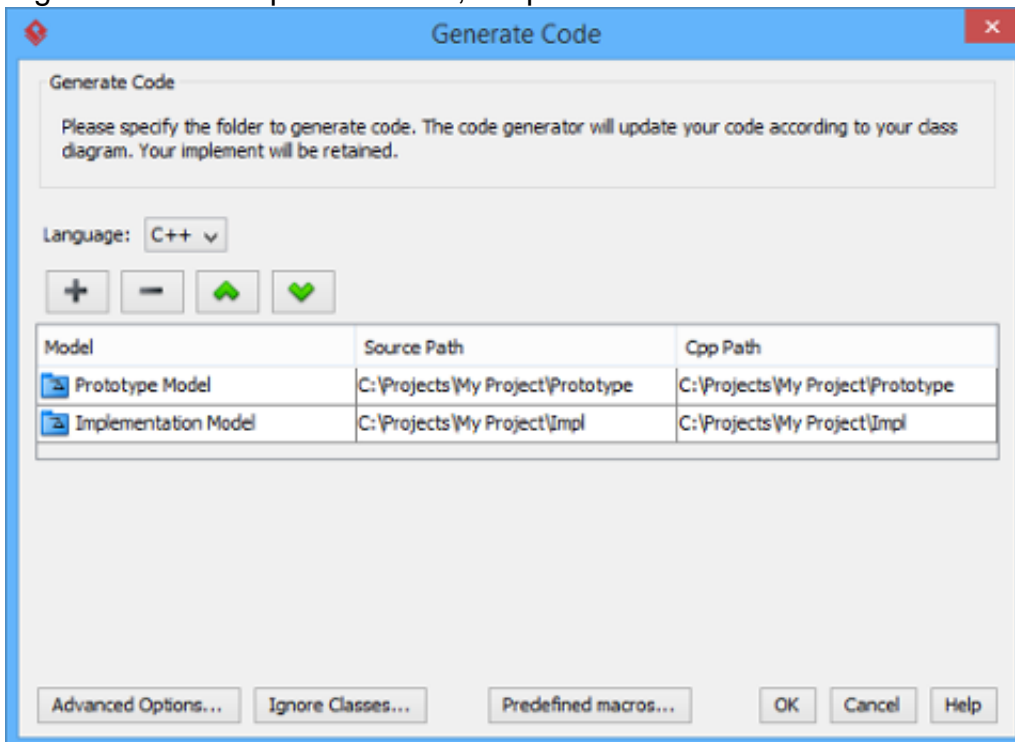 Generate Code
Generate Code
Please specify the folder to generate code. The code generator will update your code according to your class
diagram. Your implement will be retained.
Language: C++
Model Source Path Cpp Path
Prototype Model C:\Projects\My Project\Prototype C:\Projects\My Project\Prototype
Implementation Model C:\Projects\My Project\Impl C:\Projects\My Project\Impl
Advanced Options... Ignore Classes... Predefined macros... OK Cancel Help